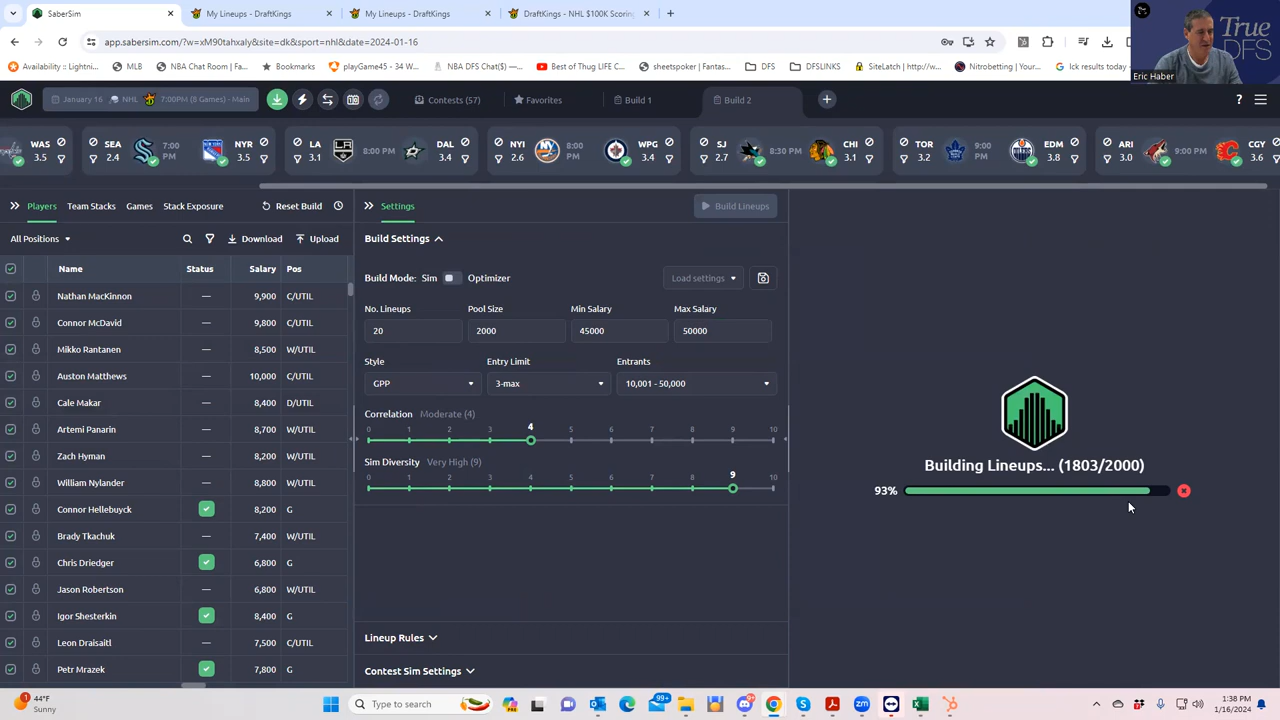 SaberSim
My Lineups - DraftKings
My Lineups - DraftKings
DraftKings - NHL $100K Scoring
app.sabersim.com/?w=xM90tahxaly&site=dk&sport=nhl&date=2024-01-16
True
DFS
Eric Haber
Availability :: Lightni...
MLB
NBA Chat Room | Fa...
Bookmarks
playGame45 - 34 W...
NBA DFS Chat($) —...
Best of Thug LIFE C...
sheetspoker | Fanta...
DFS
DFSLINKS
SiteLatch | http://w...
Nitrobetting | Your...
lck results today ...
January 16
NHL
7:00PM (8 Games) - Main
Contests (57)
Favorites
Build 1
Build 2
?
WAS
3.5
SEA
2.4
7:00
PM
NYR
3.5
LA
3.1
8:00 PM
DAL
3.4
NYI
2.6
8:00
PM
WPG
3.4
SJ
2.7
8:30 PM
CHI
3.1
TOR
3.2
9:00
PM
EDM
3.8
ARI
3.0
9:00 PM
CGY
3.6
Players
Team Stacks
Games
Stack Exposure
Reset Build
All Positions
Download
Upload
Name Status Salary Pos
Nathan MacKinnon — 9,900 C/UTIL
Connor McDavid — 9,800 C/UTIL
Mikko Rantanen — 8,500 W/UTIL
Auston Matthews — 10,000 C/UTIL
Cale Makar — 8,400 D/UTIL
Artemi Panarin — 8,700 W/UTIL
Zach Hyman — 8,200 W/UTIL
William Nylander — 8,800 W/UTIL
Connor Hellebuyck 8,200 G
Brady Tkachuk — 7,400 W/UTIL
Chris Driedger 6,800 G
Jason Robertson — 6,800 W/UTIL
Igor Shesterkin 8,400 G
Leon Draisaitl — 7,500 C/UTIL
Petr Mrazek 7,800 G
Settings
Build Lineups
Build Settings
Build Mode: Sim Optimizer
Load settings
No. Lineups Pool Size Min Salary Max Salary
20 2000 45000 50000
Style Entry Limit Entrants
GPP 3-max 10,001 - 50,000
Correlation Moderate (4)
4
0 1 2 3 5 6 7 8 9 10
Sim Diversity Very High (9)
9
0 1 2 3 4 5 6 7 8 10
Lineup Rules
Contest Sim Settings
Building Lineups... (1803/2000)
93%
44°F
Sunny
Type to search
99+
1:38 PM
1/16/2024